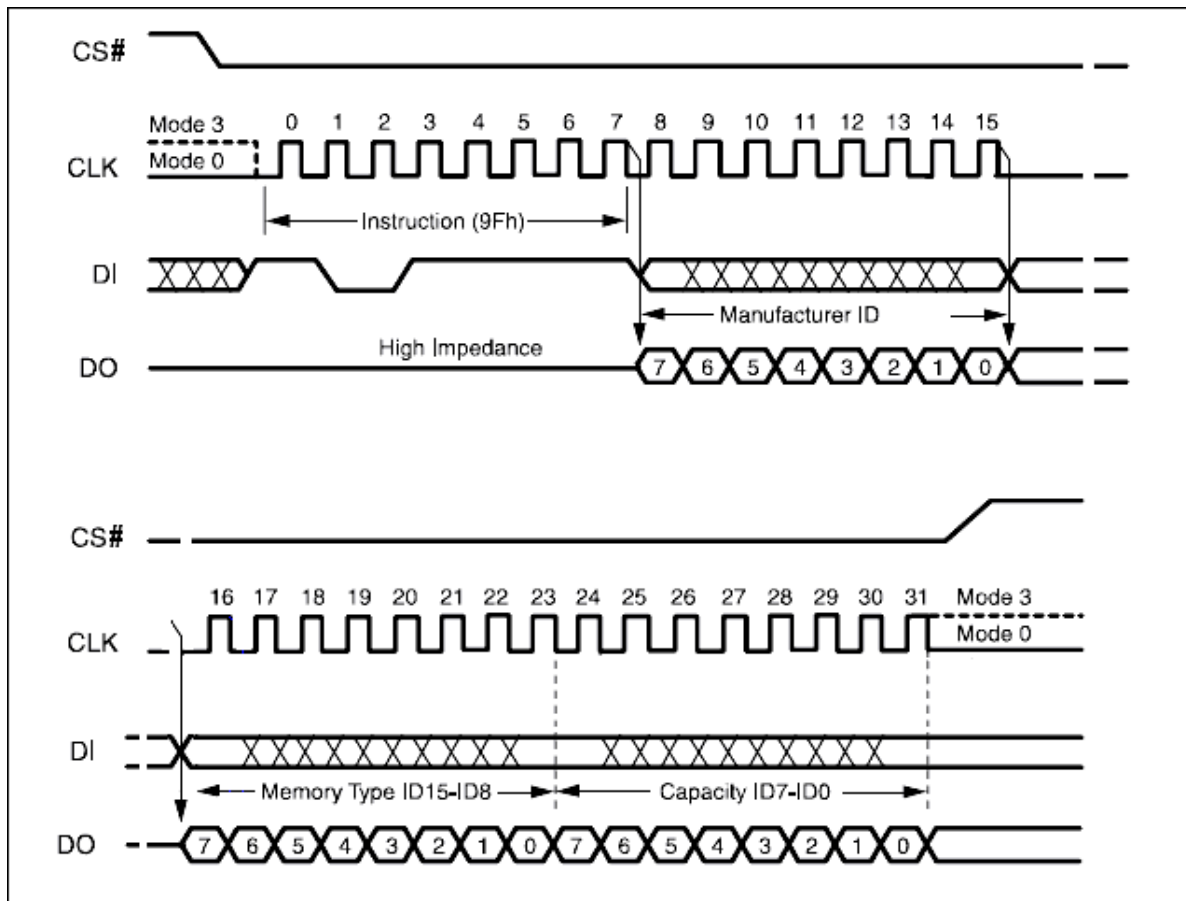 CS#
Mode 3
0 1 2 3 4 5 6 7 8 9 10 11 12 13 14 15
CLK
Mode 0
Instruction (9Fh)
DI
Manufacturer ID
High Impedance
DO
7 6 5 4 3 2 1 0
CS#
16 17 18 19 20 21 22 23 24 25 26 27 28 29 30 31
Mode 3
CLK
Mode 0
DI
Memory Type ID15-ID8
Capacity ID7-ID0
DO
7 6 5 4 3 2 1 0 7 6 5 4 3 2 1 0